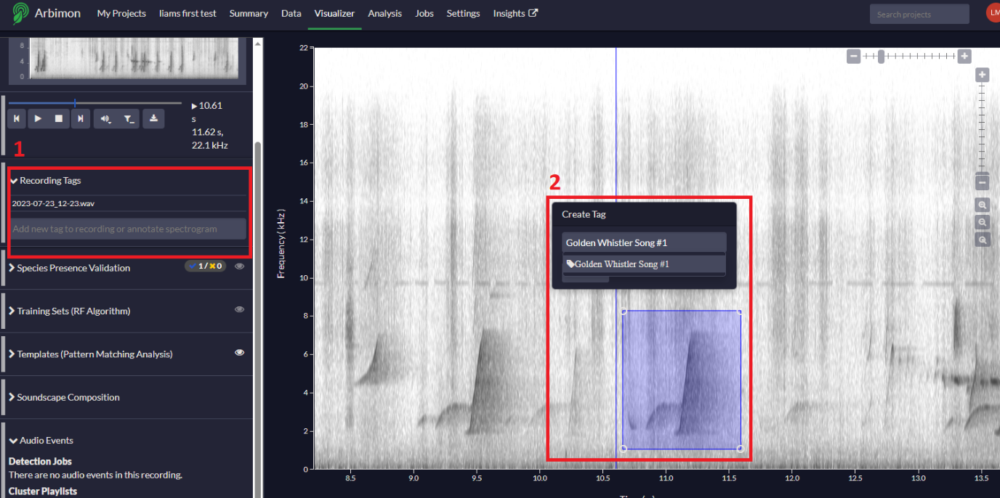 Arbimon
My Projects
liams first test
Summary
Data
Visualizer
Analysis
Jobs
Settings
Insights
Search projects
LM
8
4
0
10.61
s
11.62 s,
22.1 kHz
1
Recording Tags
2023-07-23_12-23.wav
Add new tag to recording or annotate spectrogram
Species Presence Validation
1/ 0
Training Sets (RF Algorithm)
Templates (Pattern Matching Analysis)
Soundscape Composition
Audio Events
Detection Jobs
There are no audio events in this recording.
Cluster Playlists
Frequency ( kHz )
22
20
18
16
14
12
10
8
6
4
2
0
2
Create Tag
Golden Whistler Song #1
Golden Whistler Song #1
8.5
9.0
9.5
10.0
10.5
11.0
11.5
12.0
12.5
13.0
13.5